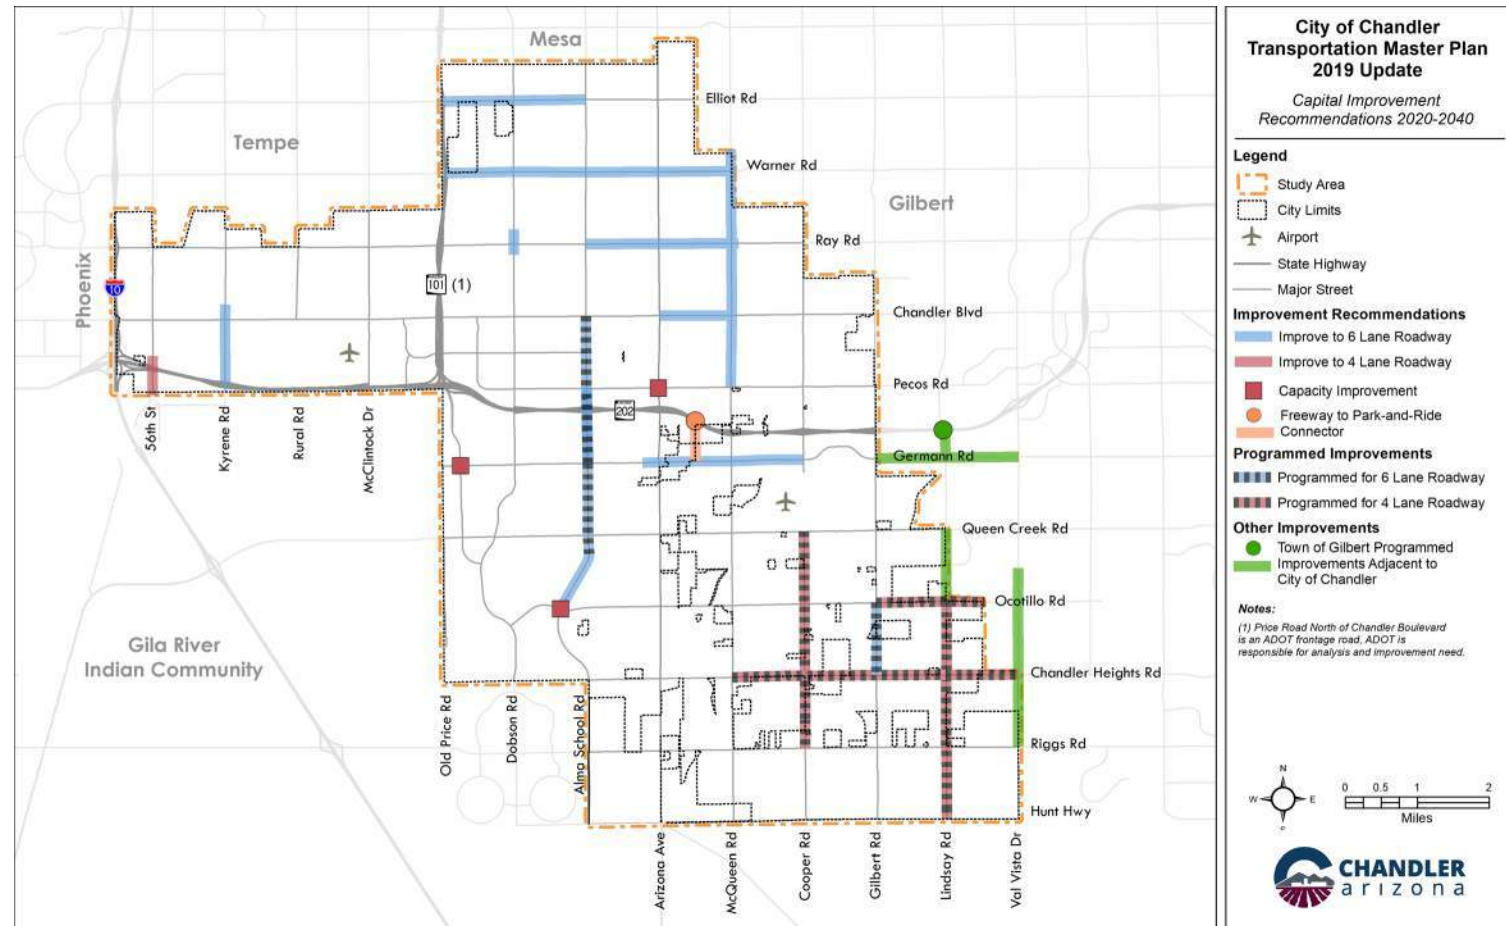 Mesa
Tempe
Gilbert
Phoenix
Gila River
Indian Community
Elliot Rd
Warner Rd
Ray Rd
Chandler Blvd
Pecos Rd
Germann Rd
Queen Creek Rd
Ocotillo Rd
Chandler Heights Rd
Riggs Rd
Hunt Hwy
10
101 (1)
202
56th St
Kyrene Rd
Rural Rd
McClintock Dr
Old Price Rd
Dobson Rd
Alma School Rd
Arizona Ave
McQueen Rd
Cooper Rd
Gilbert Rd
Lindsay Rd
Val Vista Dr
City of Chandler
Transportation Master Plan
2019 Update
Capital Improvement
Recommendations 2020-2040
Legend
Study Area
City Limits
Airport
State Highway
Major Street
Improvement Recommendations
Improve to 6 Lane Roadway
Improve to 4 Lane Roadway
Capacity Improvement
Freeway to Park-and-Ride
Connector
Programmed Improvements
Programmed for 6 Lane Roadway
Programmed for 4 Lane Roadway
Other Improvements
Town of Gilbert Programmed
Improvements Adjacent to
City of Chandler
Notes:
(1) Price Road North of Chandler Boulevard
is an ADOT frontage road, ADOT is
responsible for analysis and improvement need.
N
W E
0 0.5 1 2
Miles
CHANDLER
arizona